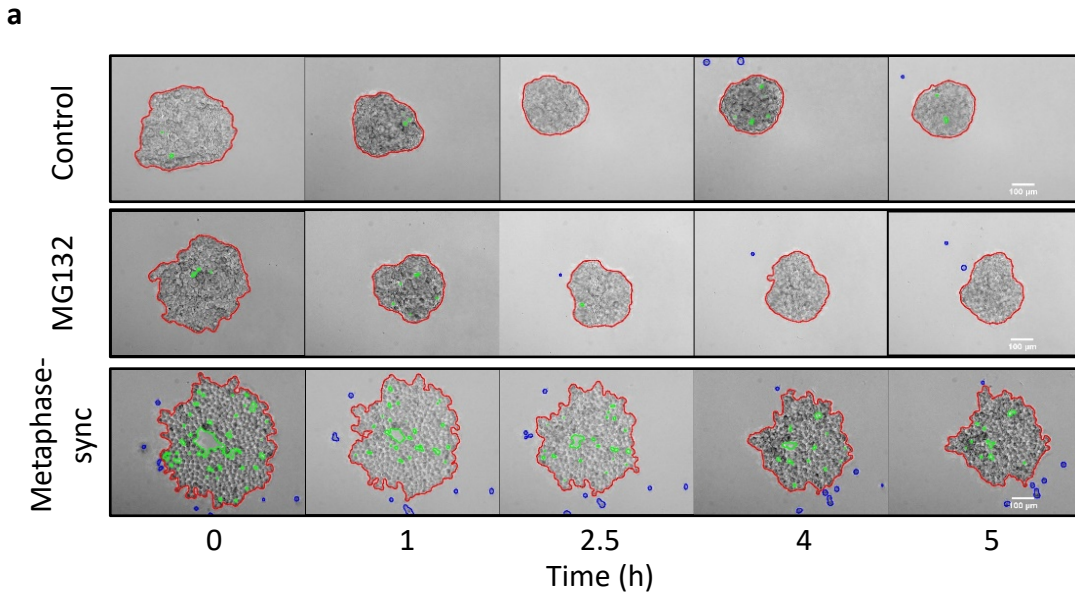 a
Control
100 μm
MG132
100 μm
Metaphase-
sync
100 μm
0 1 2.5 4 5
Time (h)